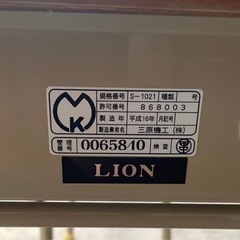 規格番号 S-1021 種類 号
許可番号 868003
製造年 平成16年 月記号
製造業者 三原機工(株)
管理番号 0065840 検査
LION